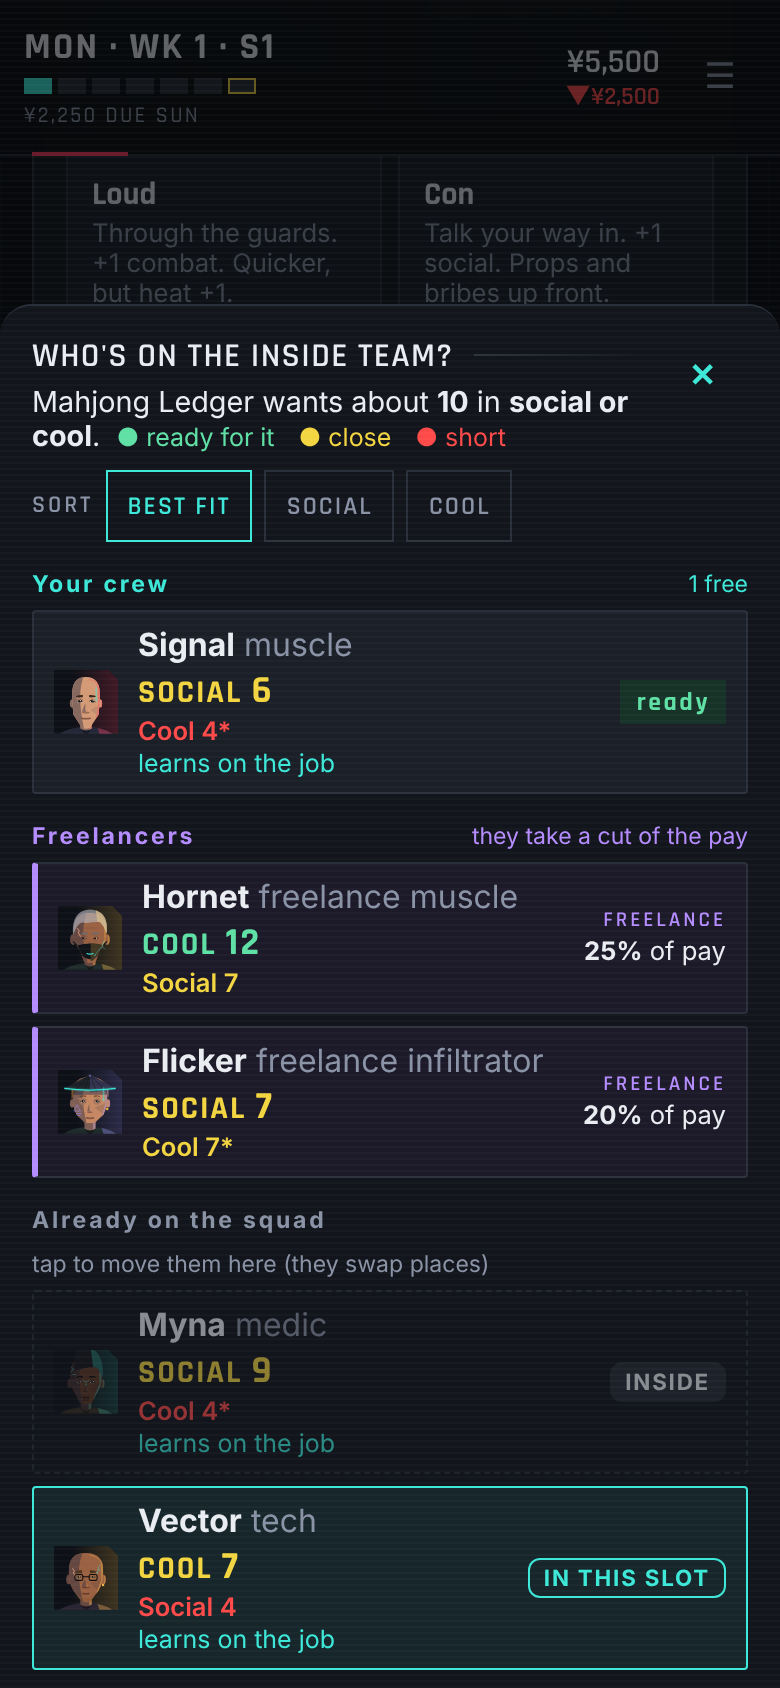 MON · WK 1 · S1
¥2,250 DUE SUN
¥5,500
▼¥2,500
☰
Loud
Through the guards.
+1 combat. Quicker,
but heat +1.
Con
Talk your way in. +1
social. Props and
bribes up front.
WHO'S ON THE INSIDE TEAM?
×
Mahjong Ledger wants about 10 in social or
cool. ready for it close short
SORT BEST FIT SOCIAL COOL
Your crew 1 free
Signal muscle
SOCIAL 6
Cool 4*
learns on the job
ready
Freelancers they take a cut of the pay
Hornet freelance muscle
COOL 12
Social 7
FREELANCE
25% of pay
Flicker freelance infiltrator
SOCIAL 7
Cool 7*
FREELANCE
20% of pay
Already on the squad
tap to move them here (they swap places)
Myna medic
SOCIAL 9
Cool 4*
learns on the job
INSIDE
Vector tech
COOL 7
Social 4
learns on the job
IN THIS SLOT